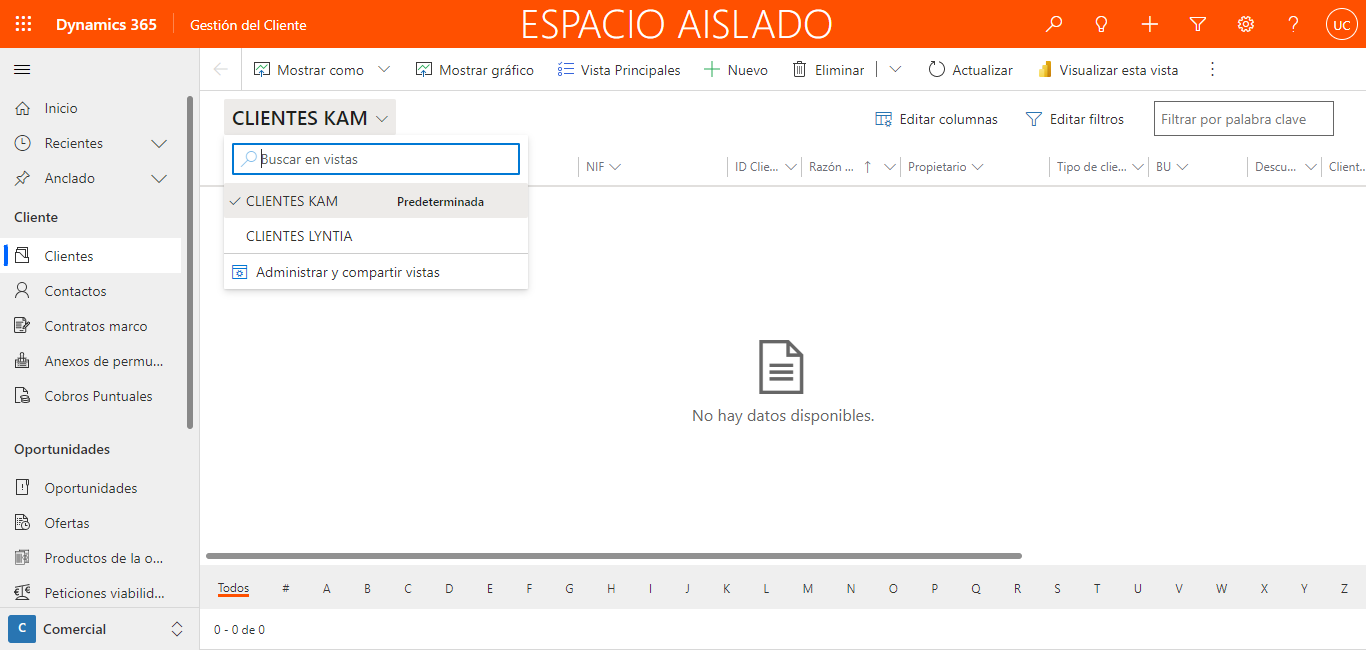 Dynamics 365 Gestión del Cliente ESPACIO AISLADO ? UC
Mostrar como Mostrar gráfico Vista Principales Nuevo Eliminar Actualizar Visualizar esta vista
Inicio
Recientes
Anclado
Cliente
Clientes
Contactos
Contratos marco
Anexos de permu...
Cobros Puntuales
Oportunidades
Oportunidades
Ofertas
Productos de la o...
Peticiones viabilid...
C Comercial
CLIENTES KAM Editar columnas Editar filtros Filtrar por palabra clave
Buscar en vistas
CLIENTES KAM Predeterminada
CLIENTES LYNTIA
Administrar y compartir vistas
NIF ID Clie... Razón ... ↑ Propietario Tipo de clie... BU Descu... Client...
No hay datos disponibles.
Todos # A B C D E F G H I J K L M N O P Q R S T U V W X Y Z
0 - 0 de 0